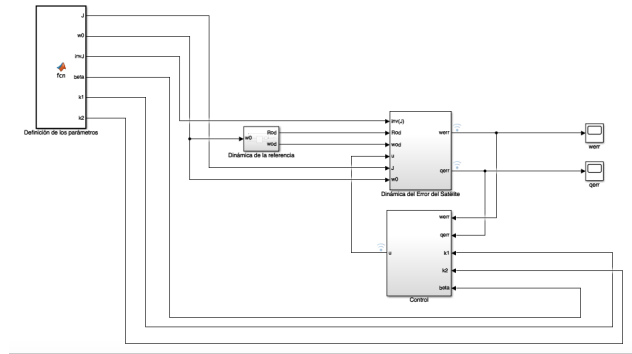 J
w0
invJ
fcn
beta
k1
k2
Definición de los parámetros
w0
Rod
wod
Dinámica de la referencia
inv(J)
Rod
wod
u
J
w0
werr
qerr
Dinámica del Error del Satélite
werr
qerr
werr
qerr
u
k1
k2
beta
Control